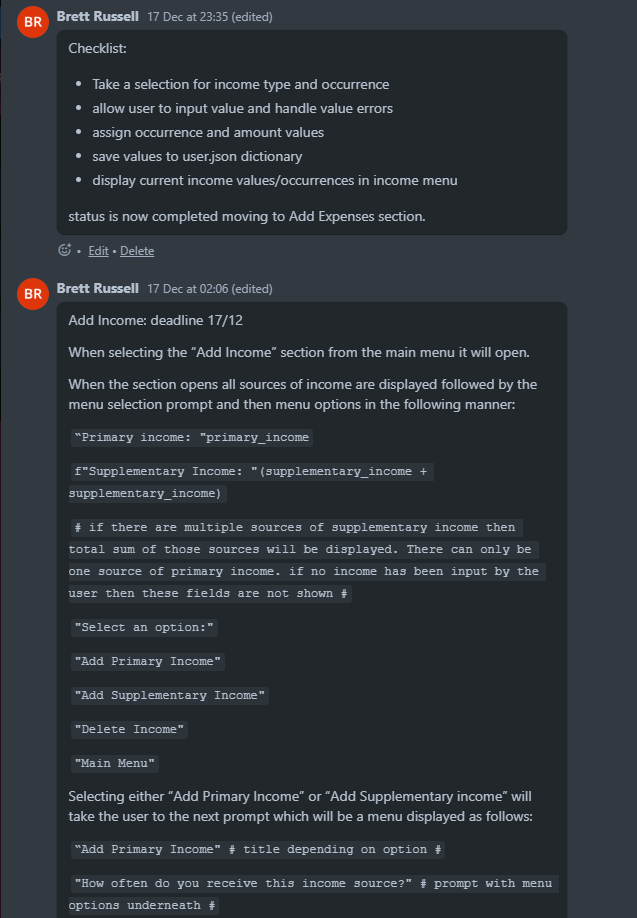 BR
Brett Russell 17 Dec at 23:35 (edited)
Checklist:
• Take a selection for income type and occurrence
• allow user to input value and handle value errors
• assign occurrence and amount values
• save values to user.json dictionary
• display current income values/occurrences in income menu
status is now completed moving to Add Expenses section.
• Edit • Delete
BR
Brett Russell 17 Dec at 02:06 (edited)
Add Income: deadline 17/12
When selecting the “Add Income” section from the main menu it will open.
When the section opens all sources of income are displayed followed by the
menu selection prompt and then menu options in the following manner:
“Primary income: "primary_income
f"Supplementary Income: "(supplementary_income +
supplementary_income)
# if there are multiple sources of supplementary income then
total sum of those sources will be displayed. There can only be
one source of primary income. if no income has been input by the
user then these fields are not shown #
"Select an option:"
"Add Primary Income"
"Add Supplementary Income"
"Delete Income"
"Main Menu"
Selecting either “Add Primary Income” or “Add Supplementary income” will
take the user to the next prompt which will be a menu displayed as follows:
“Add Primary Income" # title depending on option #
"How often do you receive this income source?" # prompt with menu
options underneath #